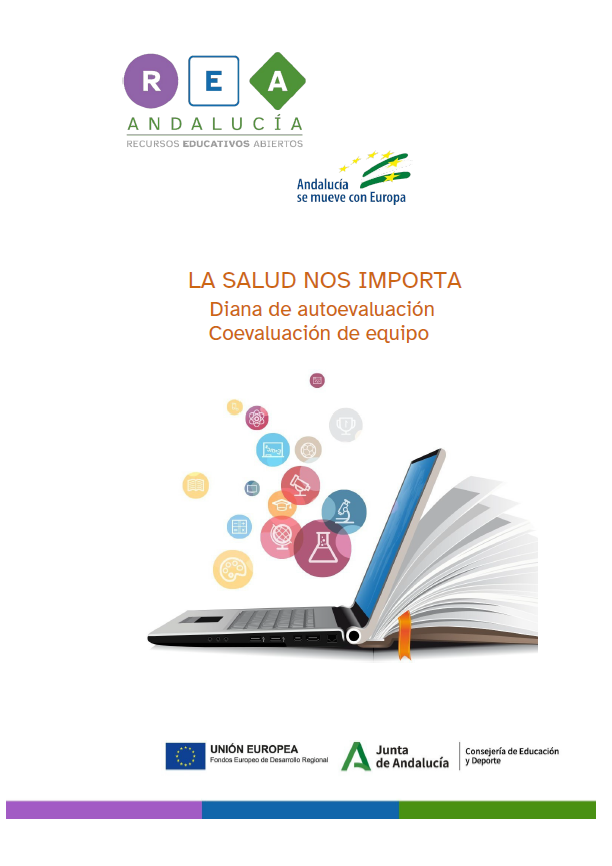 R E A
ANDALUCÍA
RECURSOS EDUCATIVOS ABIERTOS
Andalucía
se mueve con Europa
LA SALUD NOS IMPORTA
Diana de autoevaluación
Coevaluación de equipo
UNIÓN EUROPEA
Fondos Europeo de Desarrollo Regional
Junta
de Andalucía
Consejería de Educación
y Deporte